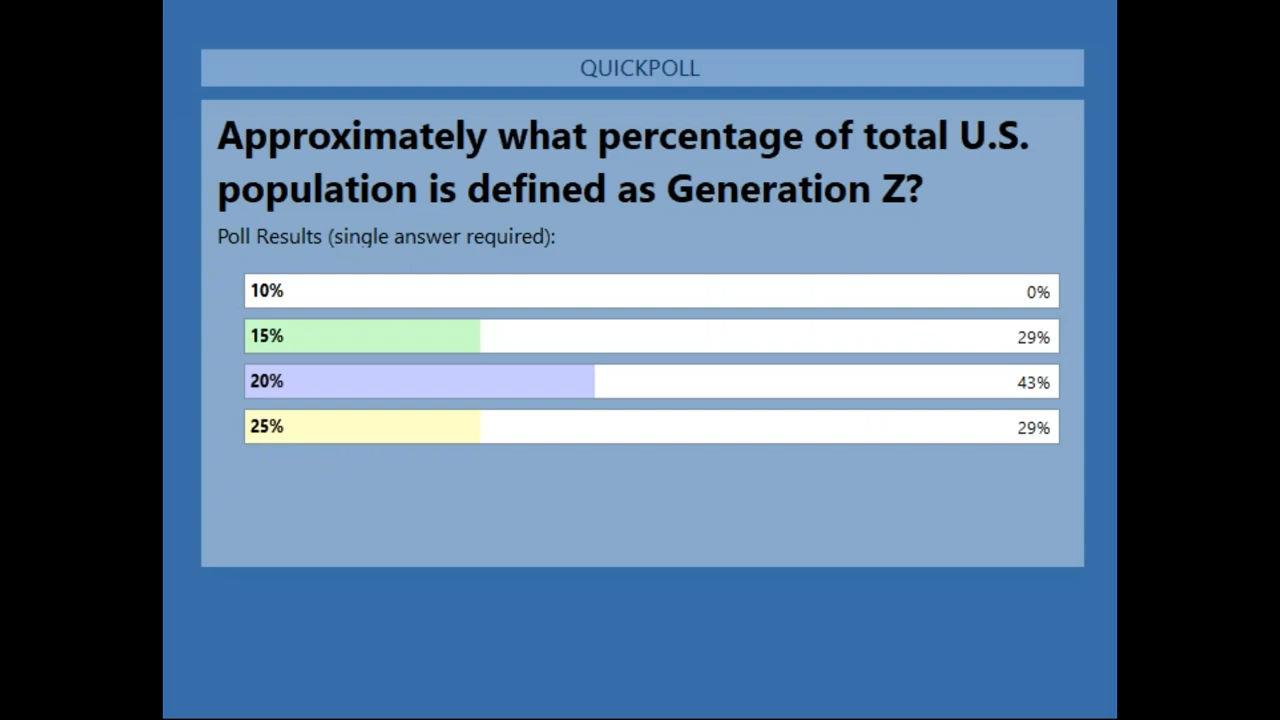 QUICKPOLL
Approximately what percentage of total U.S.
population is defined as Generation Z?
Poll Results (single answer required):
10% 0%
15% 29%
20% 43%
25% 29%